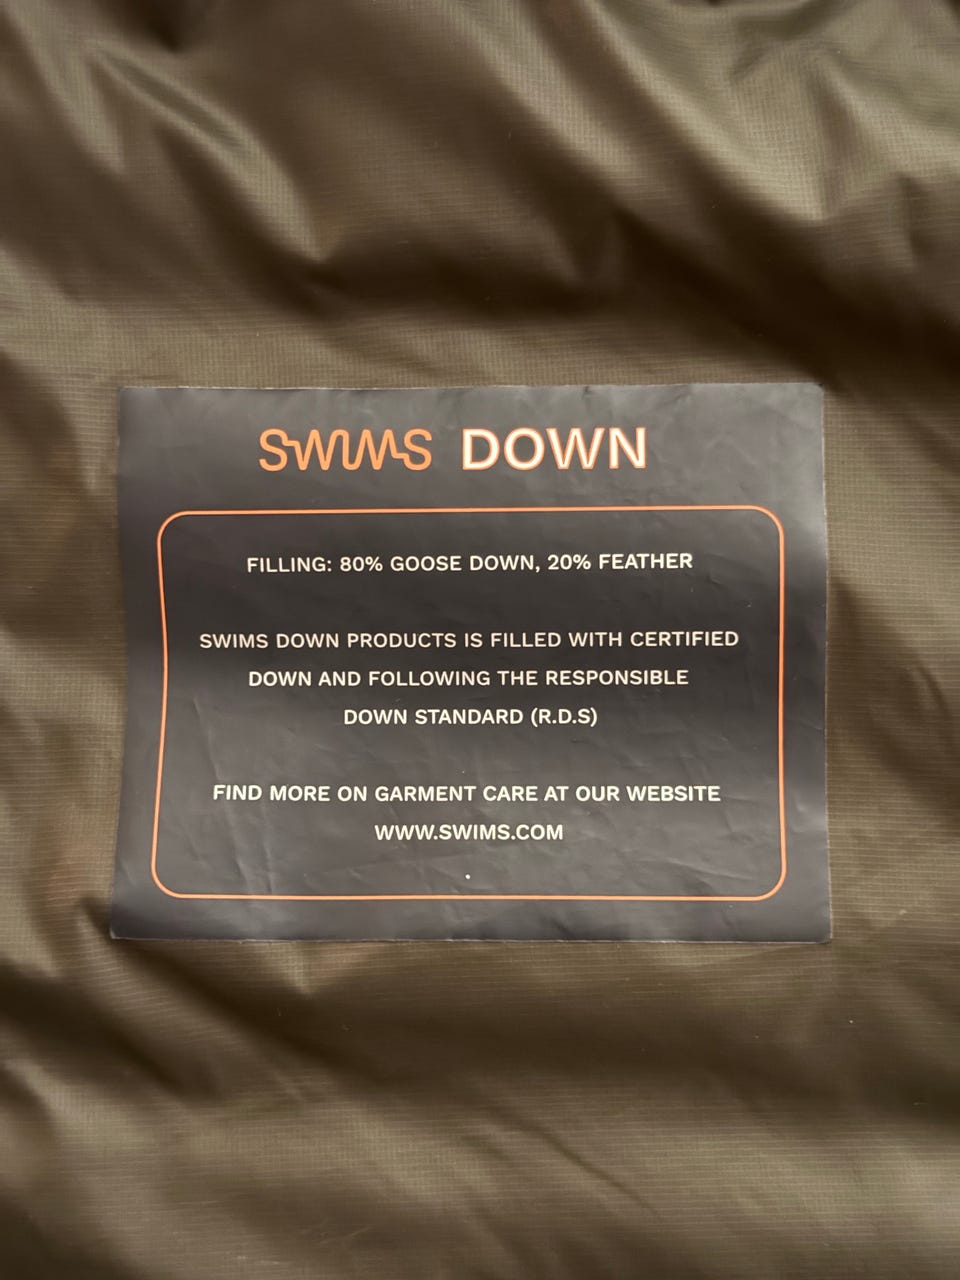 SWIMS DOWN
FILLING: 80% GOOSE DOWN, 20% FEATHER
SWIMS DOWN PRODUCTS IS FILLED WITH CERTIFIED
DOWN AND FOLLOWING THE RESPONSIBLE
DOWN STANDARD (R.D.S)
FIND MORE ON GARMENT CARE AT OUR WEBSITE
WWW.SWIMS.COM